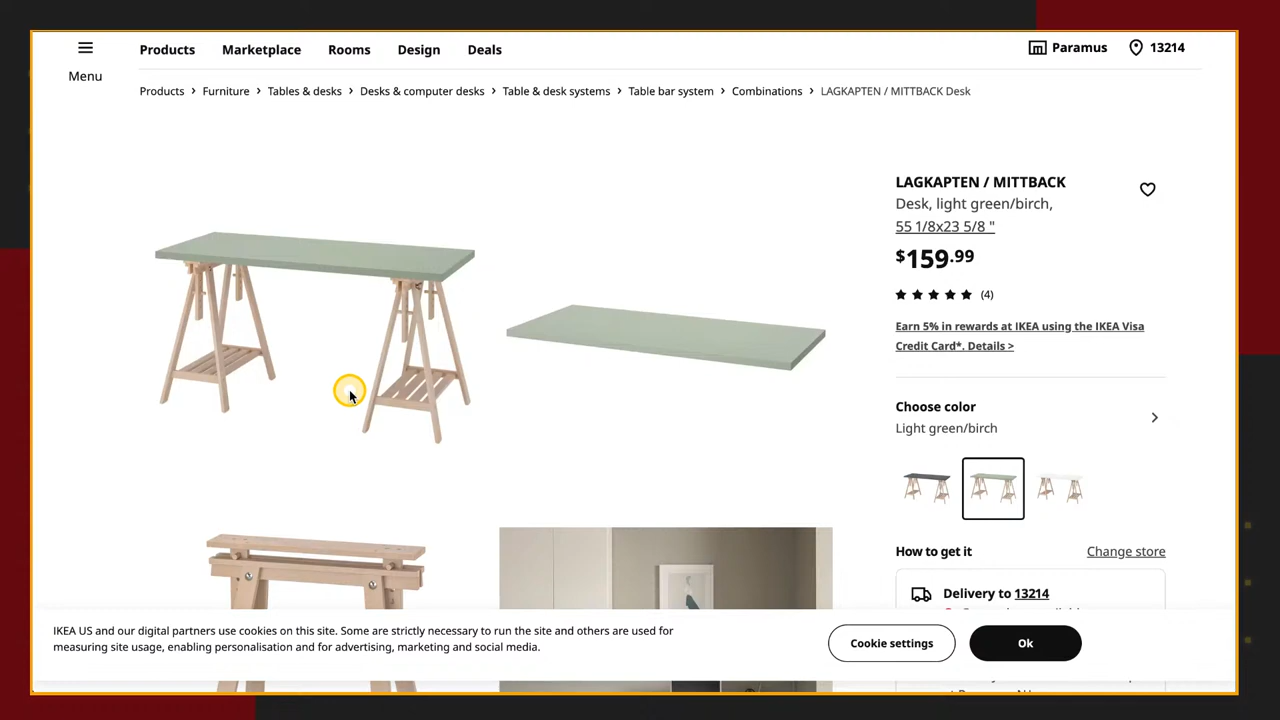 Menu
Products
Marketplace
Rooms
Design
Deals
Paramus
13214
Products > Furniture > Tables & desks > Desks & computer desks > Table & desk systems > Table bar system > Combinations > LAGKAPTEN / MITTBACK Desk
LAGKAPTEN / MITTBACK
Desk, light green/birch,
55 1/8x23 5/8 "
$159.99
(4)
Earn 5% in rewards at IKEA using the IKEA Visa
Credit Card*. Details >
Choose color
Light green/birch
How to get it
Change store
Delivery to 13214
IKEA US and our digital partners use cookies on this site. Some are strictly necessary to run the site and others are used for
measuring site usage, enabling personalisation and for advertising, marketing and social media.
Cookie settings
Ok